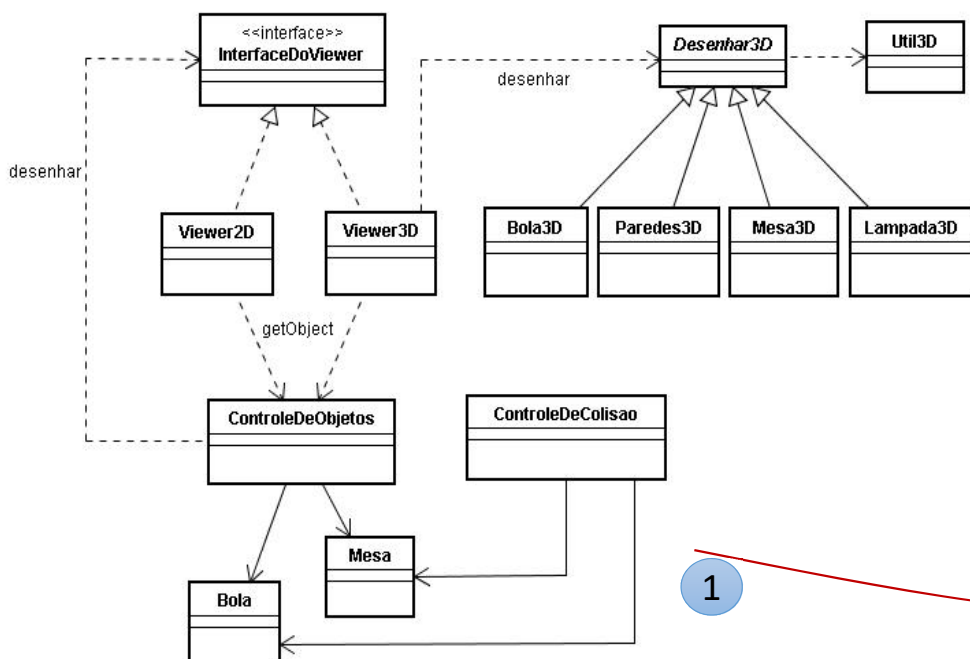 <<interface>>
InterfaceDoViewer
Desenhar3D
Util3D
desenhar
desenhar
Viewer2D
Viewer3D
Bola3D
Paredes3D
Mesa3D
Lampada3D
getObject
ControleDeObjetos
ControleDeColisao
Mesa
Bola
1